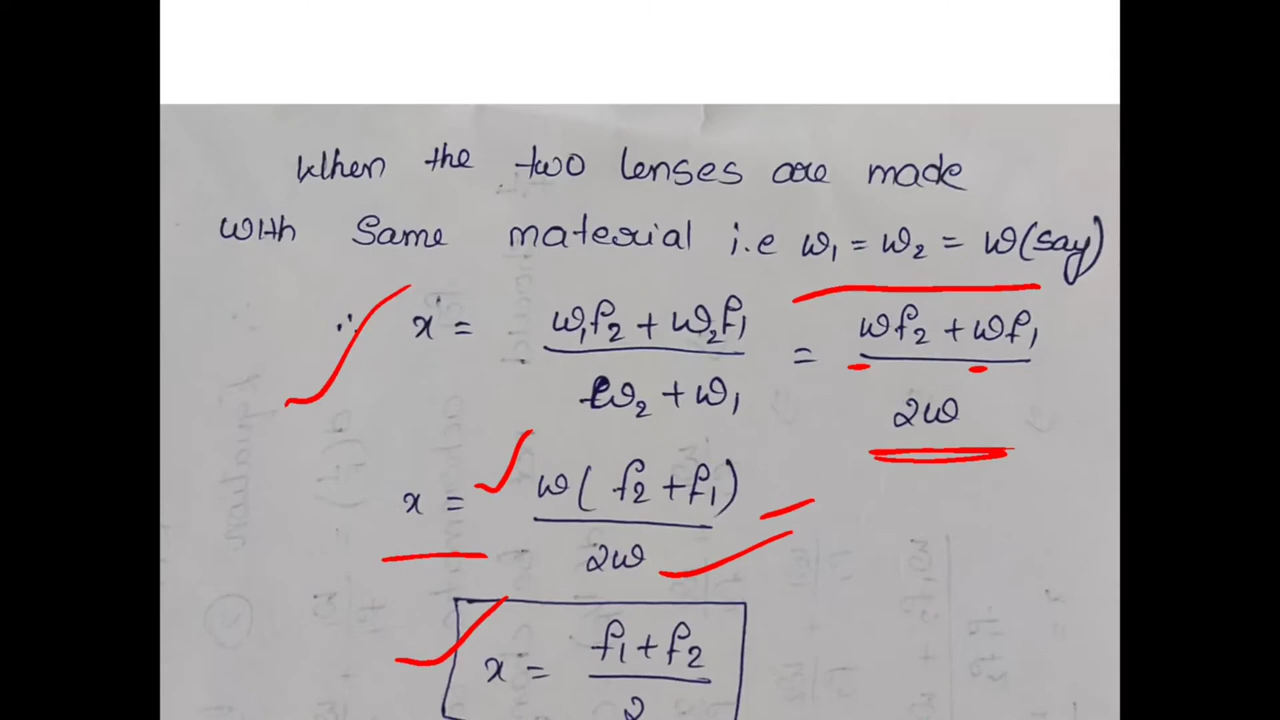 When the two lenses are made
with same material i.e ω₁ = ω₂ = ω (say)
∴ x = (ω₁f₂ + ω₂f₁) / (ω₂ + ω₁) = (ωf₂ + ωf₁) / 2ω
x = ω(f₂ + f₁) / 2ω
x = (f₁ + f₂) / 2